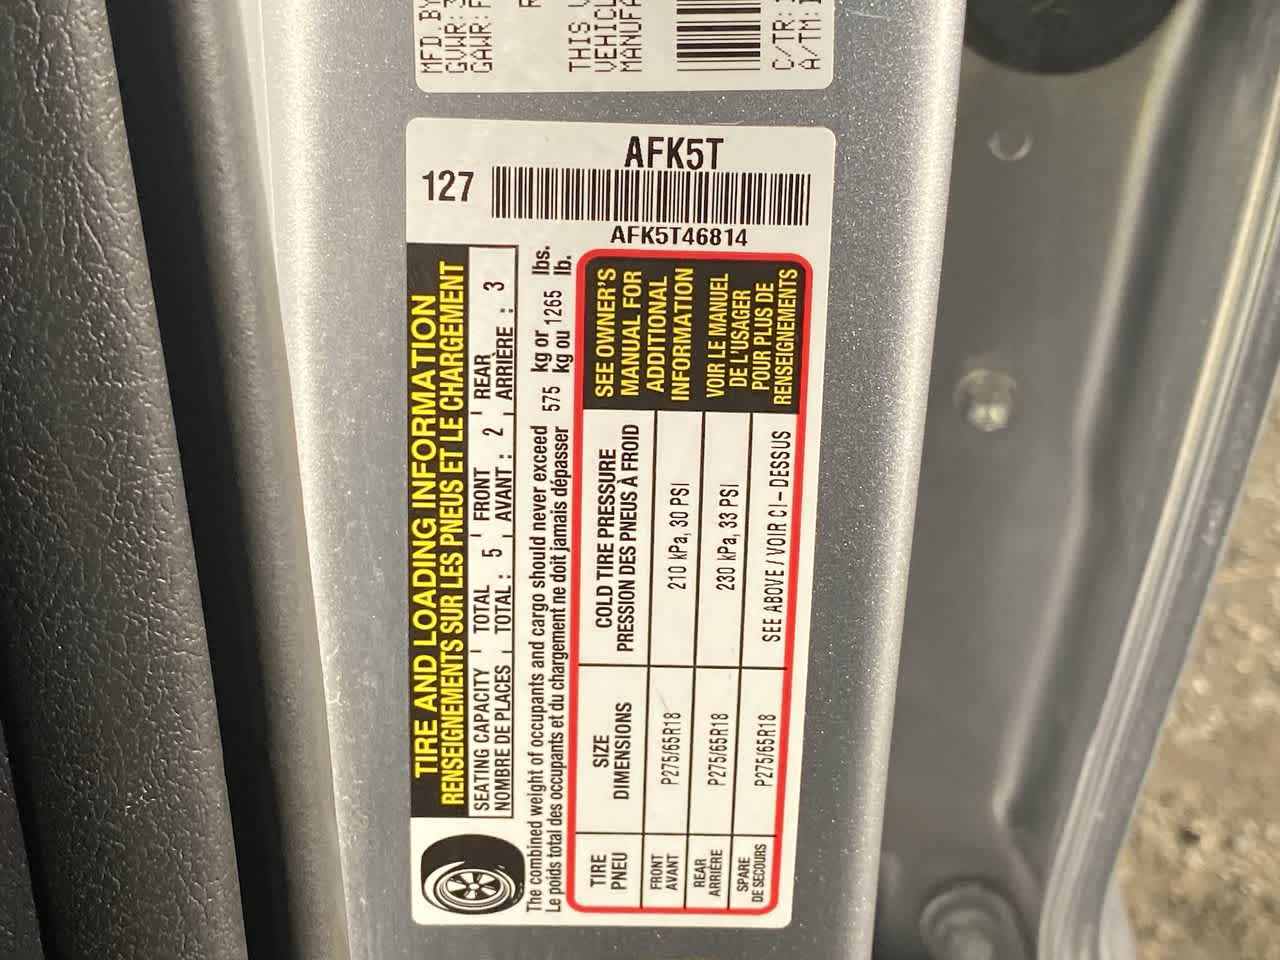 MFD.BY
GVWR:
GAWR:F
THIS V
VEHICL
MANUFA
C/TR:
A/TM:
127
AFK5T
AFK5T46814
TIRE AND LOADING INFORMATION
RENSEIGNEMENTS SUR LES PNEUS ET LE CHARGEMENT
SEATING CAPACITY TOTAL 5 FRONT 2 REAR 3
NOMBRE DE PLACES TOTAL : AVANT : ARRIÈRE :
The combined weight of occupants and cargo should never exceed 575 kg or 1265 lbs.
Le poids total des occupants et du chargement ne doit jamais dépasser kg ou lb.
TIRE
PNEU
SIZE
DIMENSIONS
COLD TIRE PRESSURE
PRESSION DES PNEUS À FROID
SEE OWNER'S
MANUAL FOR
ADDITIONAL
INFORMATION
VOIR LE MANUEL
DE L'USAGER
POUR PLUS DE
RENSEIGNEMENTS
FRONT
AVANT
P275/65R18
210 kPa, 30 PSI
REAR
ARRIÈRE
P275/65R18
230 kPa, 33 PSI
SPARE
DE SECOURS
P275/65R18
SEE ABOVE / VOIR CI-DESSUS